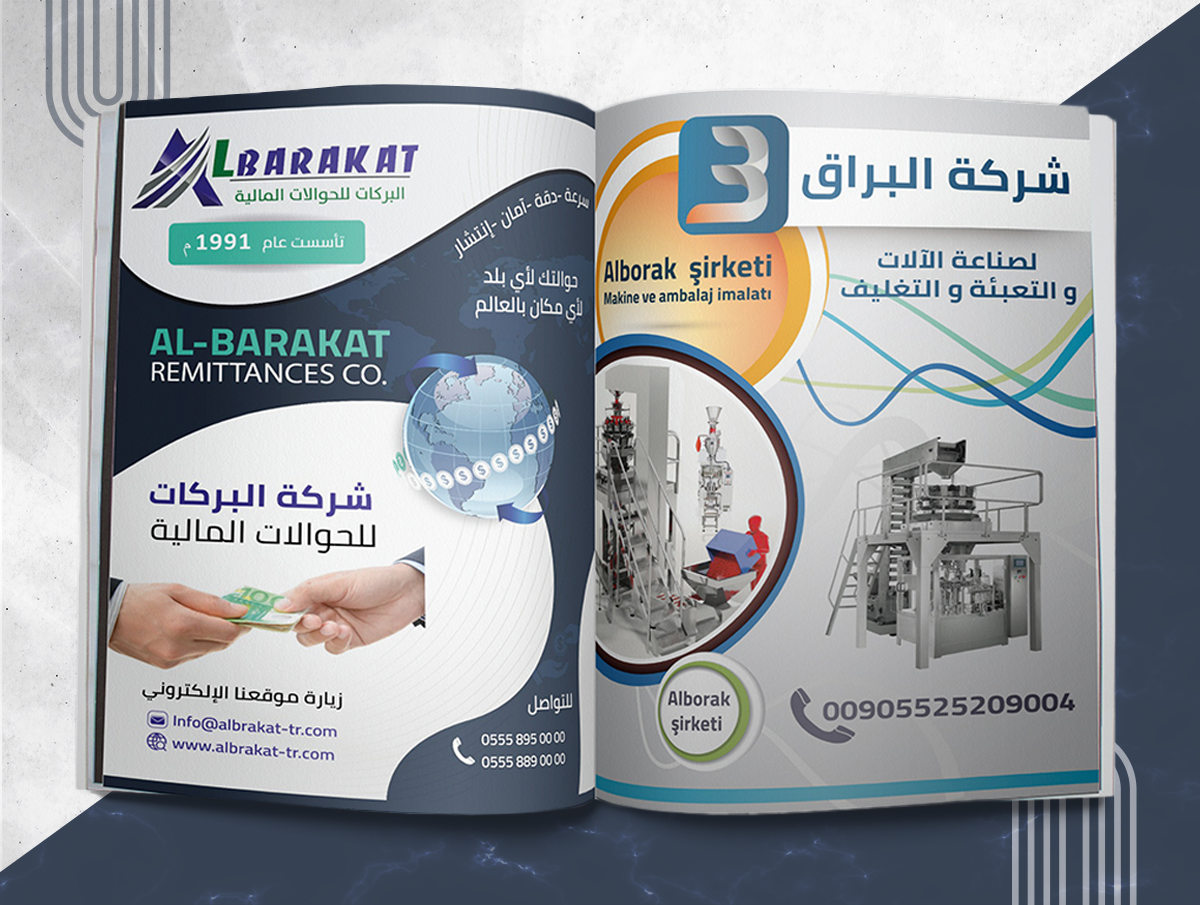 ALBARAKAT
البركات للحوالات المالية
تأسست عام 1991 م
سرعة -دقة -آمان -إنتشار
حوالتك لأي بلد
لأي مكان بالعالم
AL-BARAKAT
REMITTANCES CO.
شركة البركات
للحوالات المالية
100
زيارة موقعنا الإلكتروني
Info@albrakat-tr.com
www.albrakat-tr.com
للتواصل
0555 895 00 00
0555 889 00 00
B
شركة البراق
لصناعة الآلات
و التعبئة و التغليف
Alborak şirketi
Makine ve ambalaj imalatı
Alborak
şirketi
00905525209004